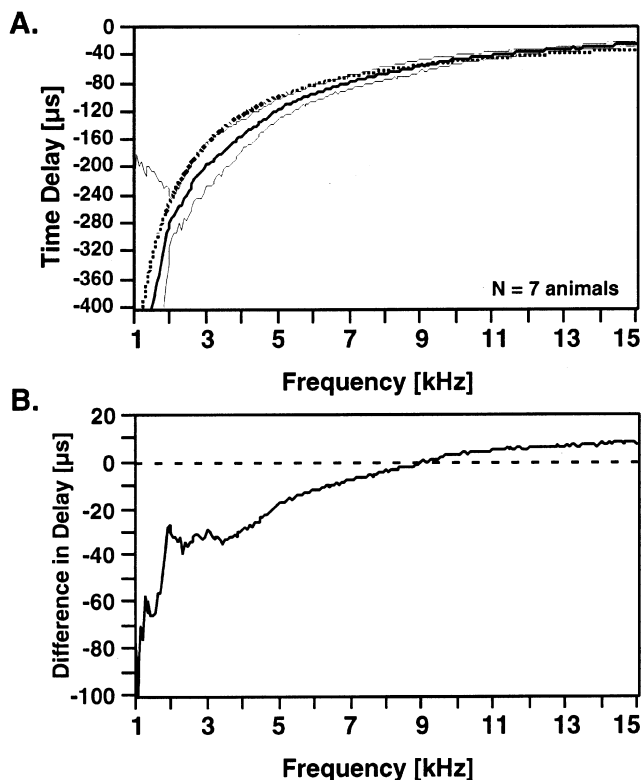 A.
0
-40
-80
-120
-160
-200
-240
-280
-320
-360
-400
Time Delay [µs]
N = 7 animals
1 3 5 7 9 11 13 15
Frequency [kHz]
B.
20
0
-20
-40
-60
-80
-100
Difference in Delay [µs]
1 3 5 7 9 11 13 15
Frequency [kHz]